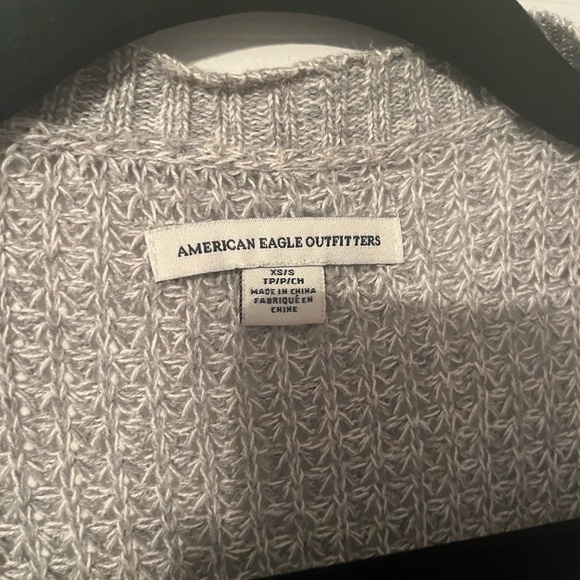 AMERICAN EAGLE OUTFITTERS
XS/S
TP/P/CH
MADE IN CHINA
FABRIQUÉ EN
CHINE